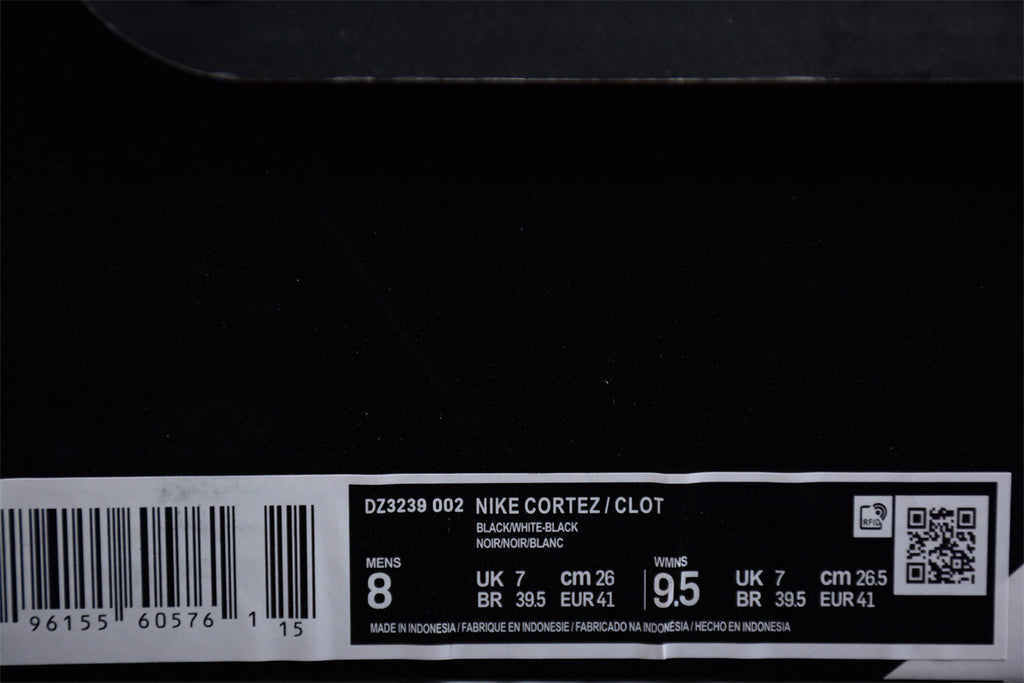 DZ3239 002 NIKE CORTEZ / CLOT
BLACK/WHITE-BLACK
NOIR/NOIR/BLANC
RFID
MENS
8
UK 7 cm 26
BR 39.5 EUR 41
WMNS
9.5
UK 7 cm 26.5
BR 39.5 EUR 41
MADE IN INDONESIA / FABRIQUE EN INDONESIE / FABRICADO NA INDONÉSIA / HECHO EN INDONESIA
96155 60576 1
15